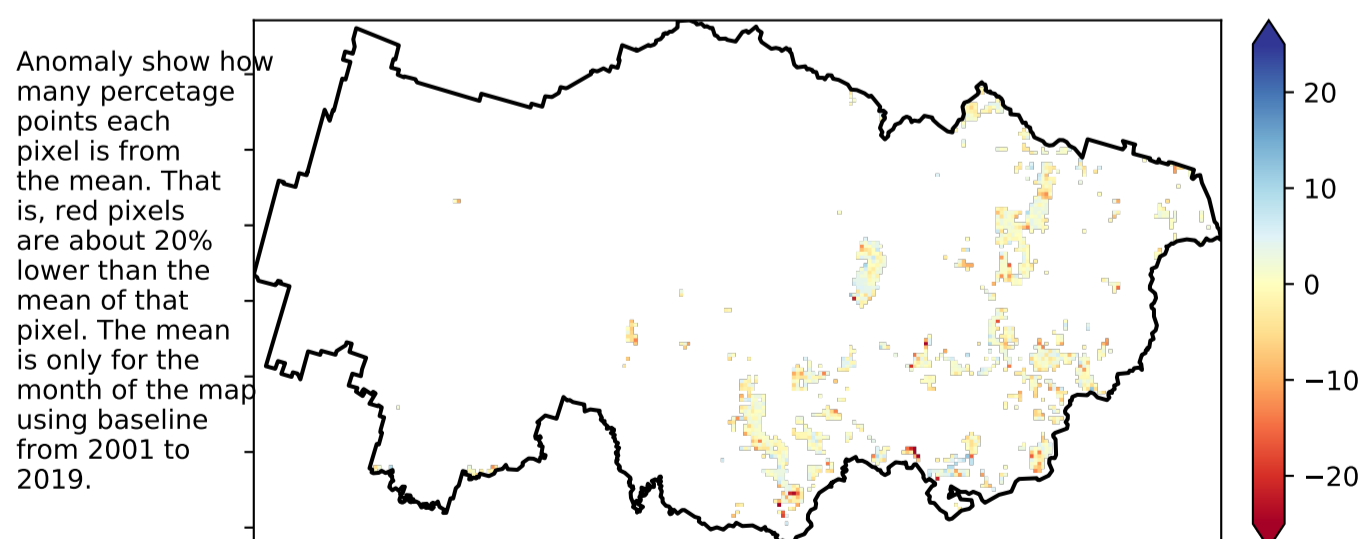 Anomaly show how
many percetage
points each
pixel is from
the mean. That
is, red pixels
are about 20%
lower than the
mean of that
pixel. The mean
is only for the
month of the map
using baseline
from 2001 to
2019.
20
10
0
−10
−20